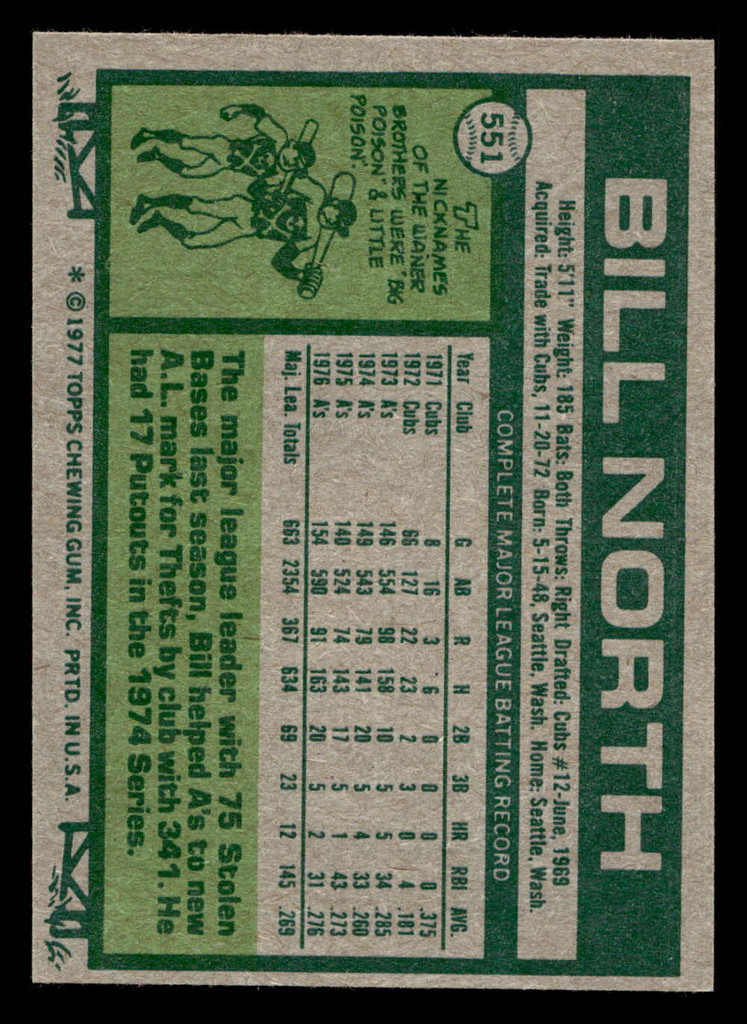 551
BILL NORTH
Height: 5'11" Weight: 185 Bats: Both Throws: Right Drafted: Cubs #12-June, 1969
Acquired: Trade with Cubs, 11-20-72 Born: 5-15-48, Seattle, Wash. Home: Seattle, Wash.
THE
NICKNAMES
OF THE WANER
BROTHERS WERE "BIG
POISON" & LITTLE
POISON".
COMPLETE MAJOR LEAGUE BATTING RECORD
Year Club G AB R H 2B 3B HR RBI AVG.
1971 Cubs 8 16 3 6 0 0 0 0 .375
1972 Cubs 66 127 22 23 2 3 0 4 .181
1973 A's 146 554 98 158 10 5 5 34 .285
1974 A's 149 543 79 141 20 5 4 33 .260
1975 A's 140 524 74 143 17 5 1 43 .273
1976 A's 154 590 91 163 20 5 2 31 .276
Maj. Lea. Totals 663 2354 367 634 69 23 12 145 .269
The major league leader with 75 Stolen
Bases last season, Bill helped A's to new
A.L. mark for Thefts by club with 341. He
had 17 Putouts in the 1974 Series.
* © 1977 TOPPS CHEWING GUM, INC. PRTD. IN U.S.A.